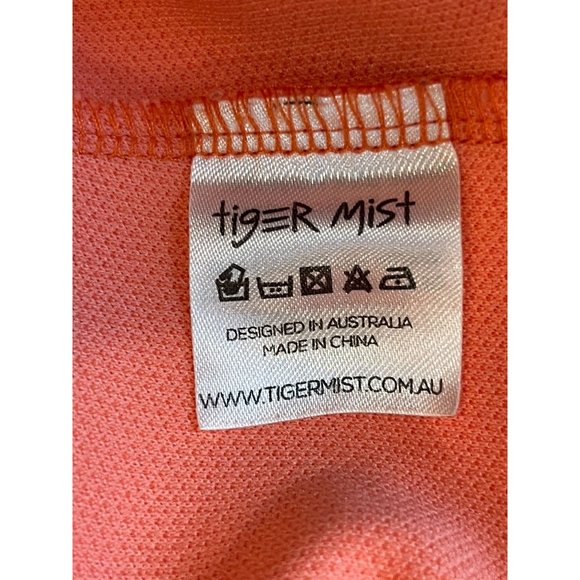 tigER Mist
DESIGNED IN AUSTRALIA
MADE IN CHINA
WWW.TIGERMIST.COM.AU